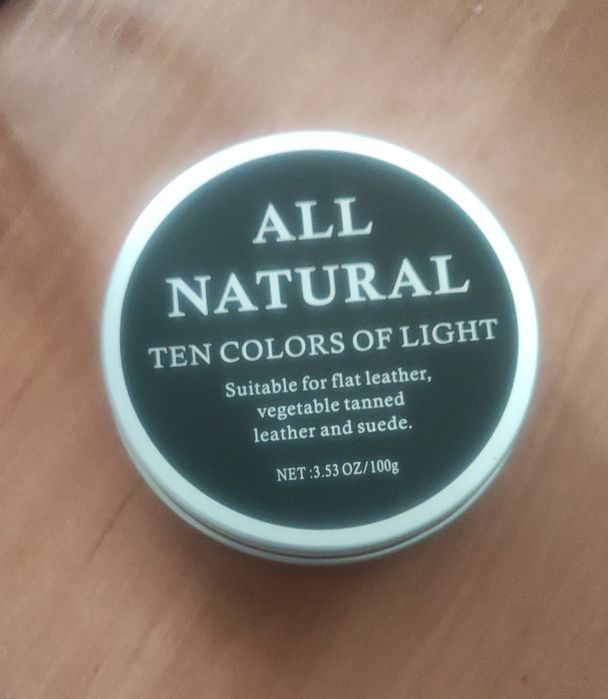 ALL
NATURAL
TEN COLORS OF LIGHT
Suitable for flat leather,
vegetable tanned
leather and suede.
NET :3.53 OZ/100g